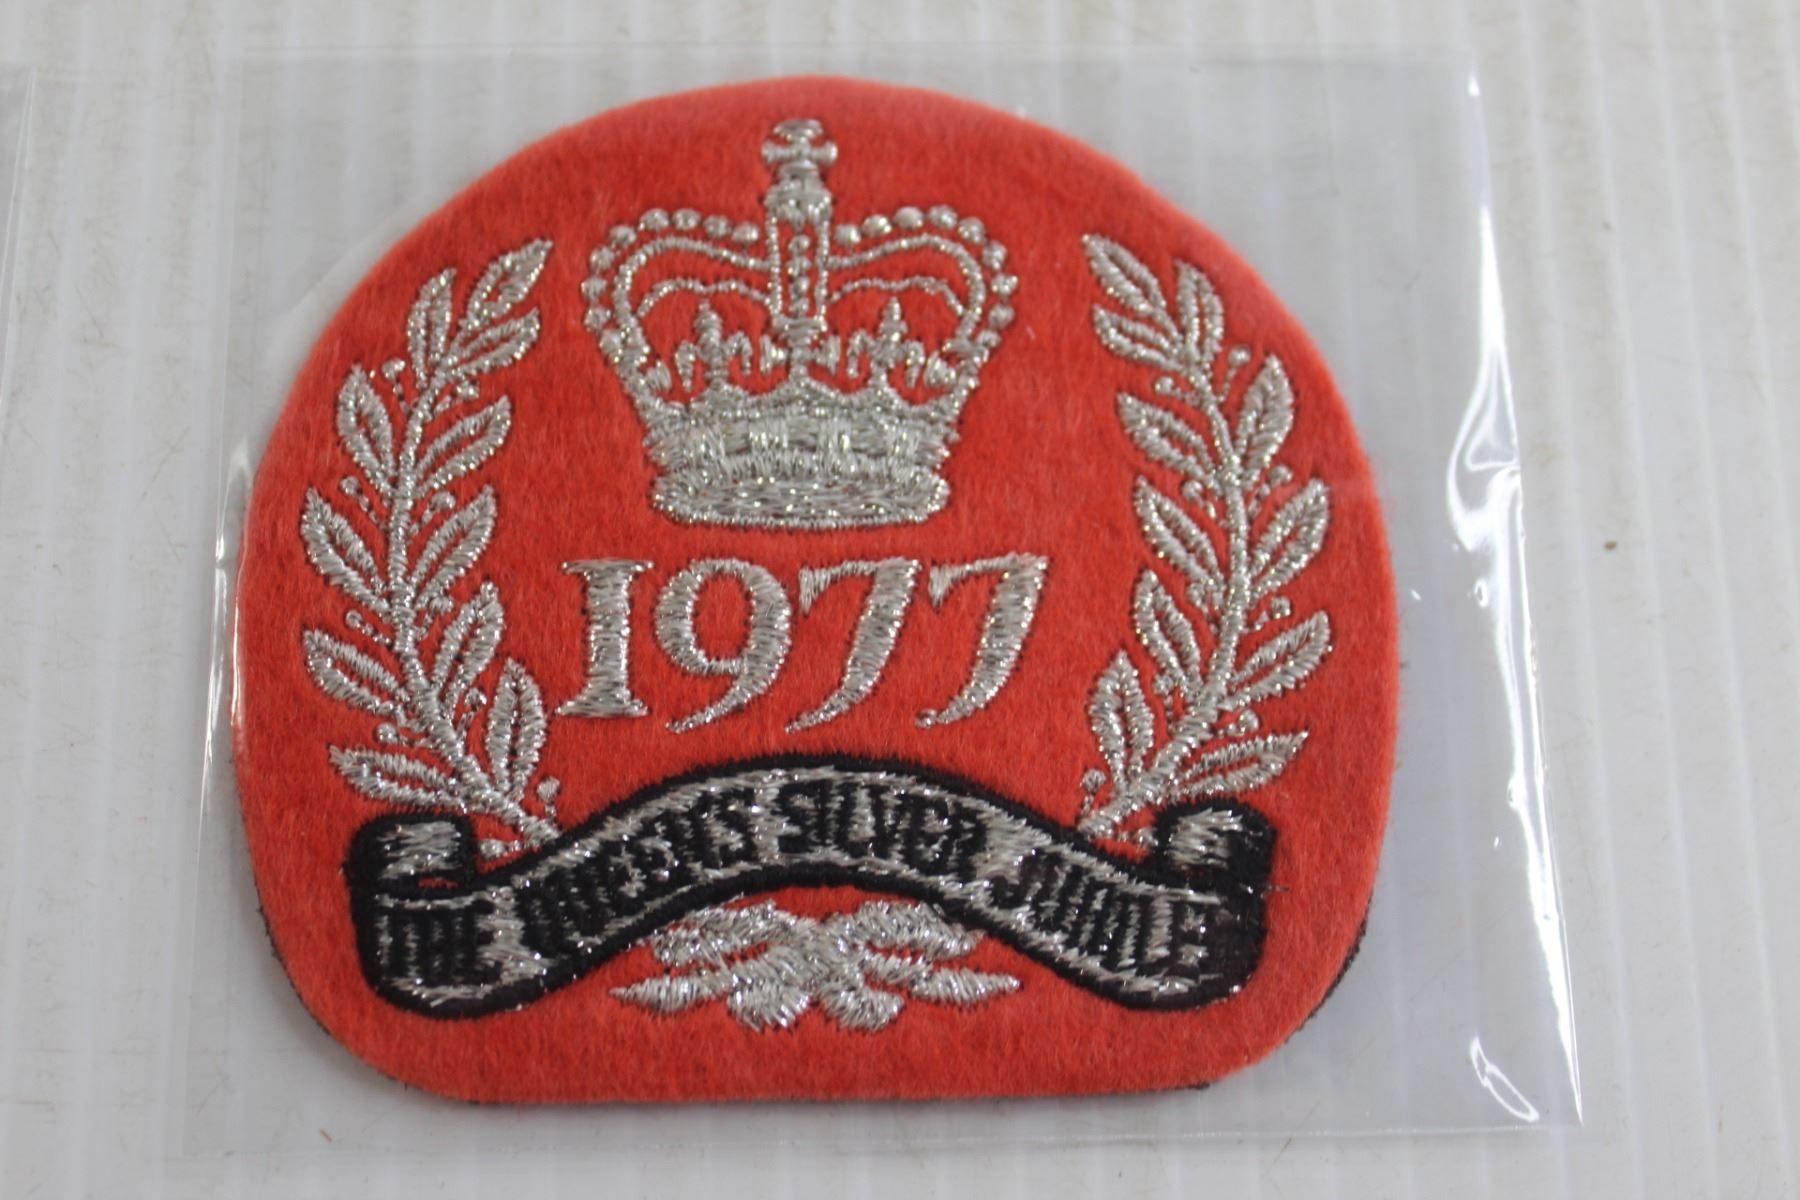 1977
THE QUEEN'S SILVER JUBILEE